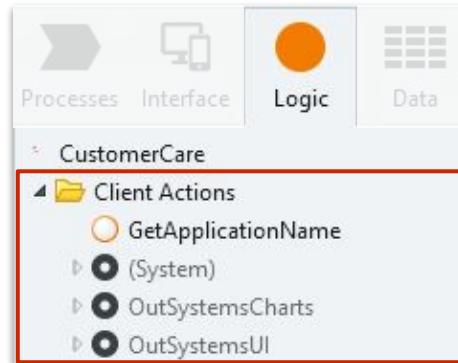 Processes Interface Logic Data
CustomerCare
Client Actions
GetApplicationName
(System)
OutSystemsCharts
OutSystemsUI